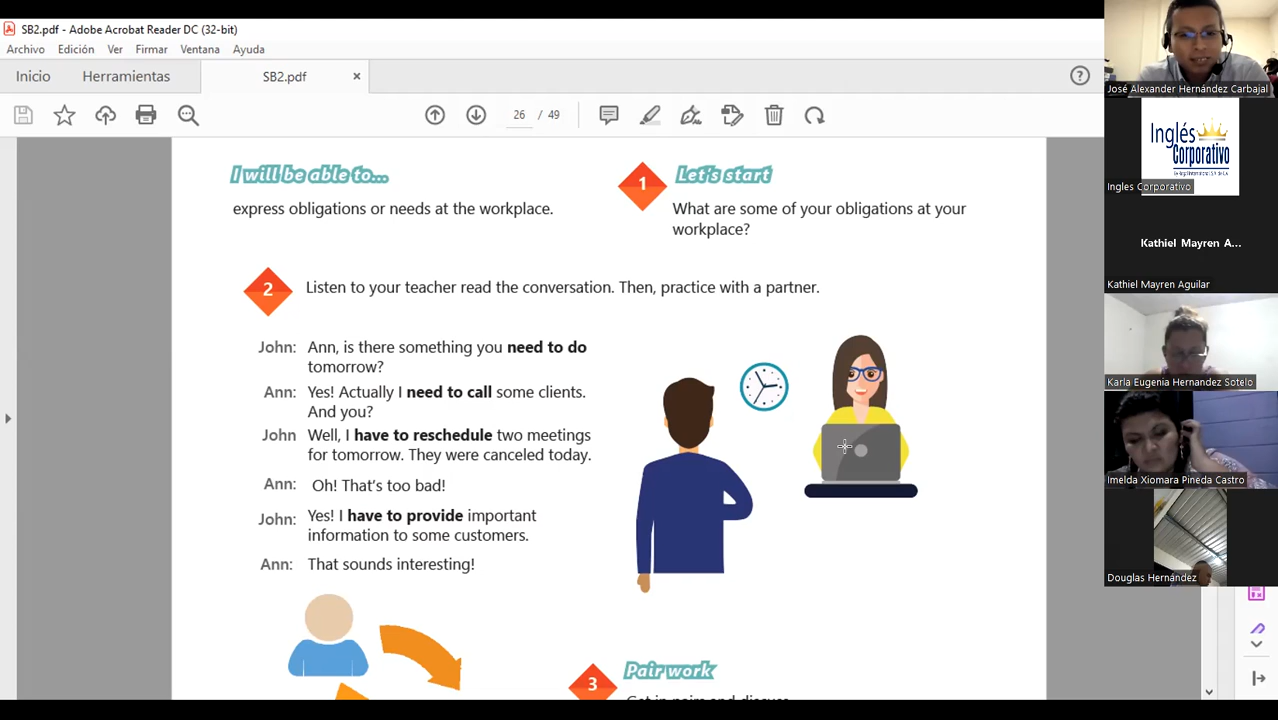 SB2.pdf - Adobe Acrobat Reader DC (32-bit)
Archivo Edición Ver Firmar Ventana Ayuda
Inicio Herramientas SB2.pdf ×
26 / 49
I will be able to...
express obligations or needs at the workplace.
1 Let's start
What are some of your obligations at your
workplace?
2 Listen to your teacher read the conversation. Then, practice with a partner.
John: Ann, is there something you need to do
tomorrow?
Ann: Yes! Actually I need to call some clients.
And you?
John Well, I have to reschedule two meetings
for tomorrow. They were canceled today.
Ann: Oh! That's too bad!
John: Yes! I have to provide important
information to some customers.
Ann: That sounds interesting!
3 Pair work
Get in pairs and discuss
José Alexander Hernández Carbajal
Inglés
Corporativo
Ingles Corporativo
Kathiel Mayren A...
Kathiel Mayren Aguilar
Karla Eugenia Hernandez Sotelo
Imelda Xiomara Pineda Castro
Douglas Hernández